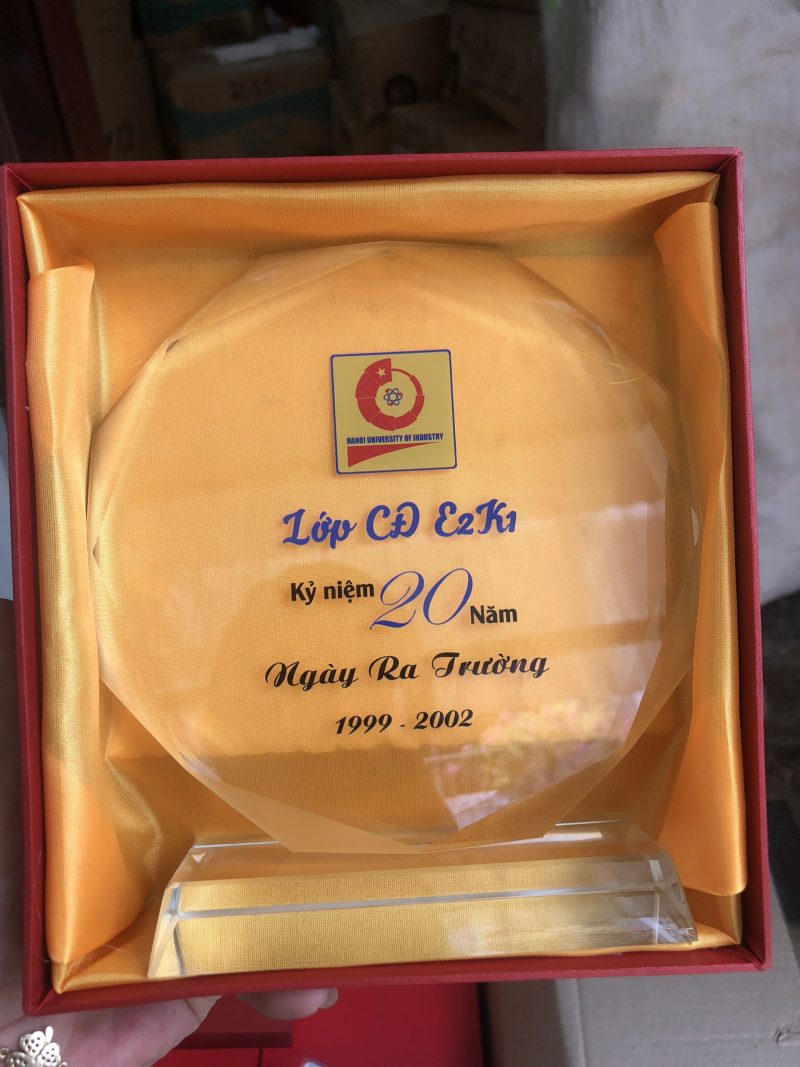 HANOI UNIVERSITY OF INDUSTRY
Lớp CĐ E2K1
Kỷ niệm 20 Năm
Ngày Ra Trường
1999 - 2002